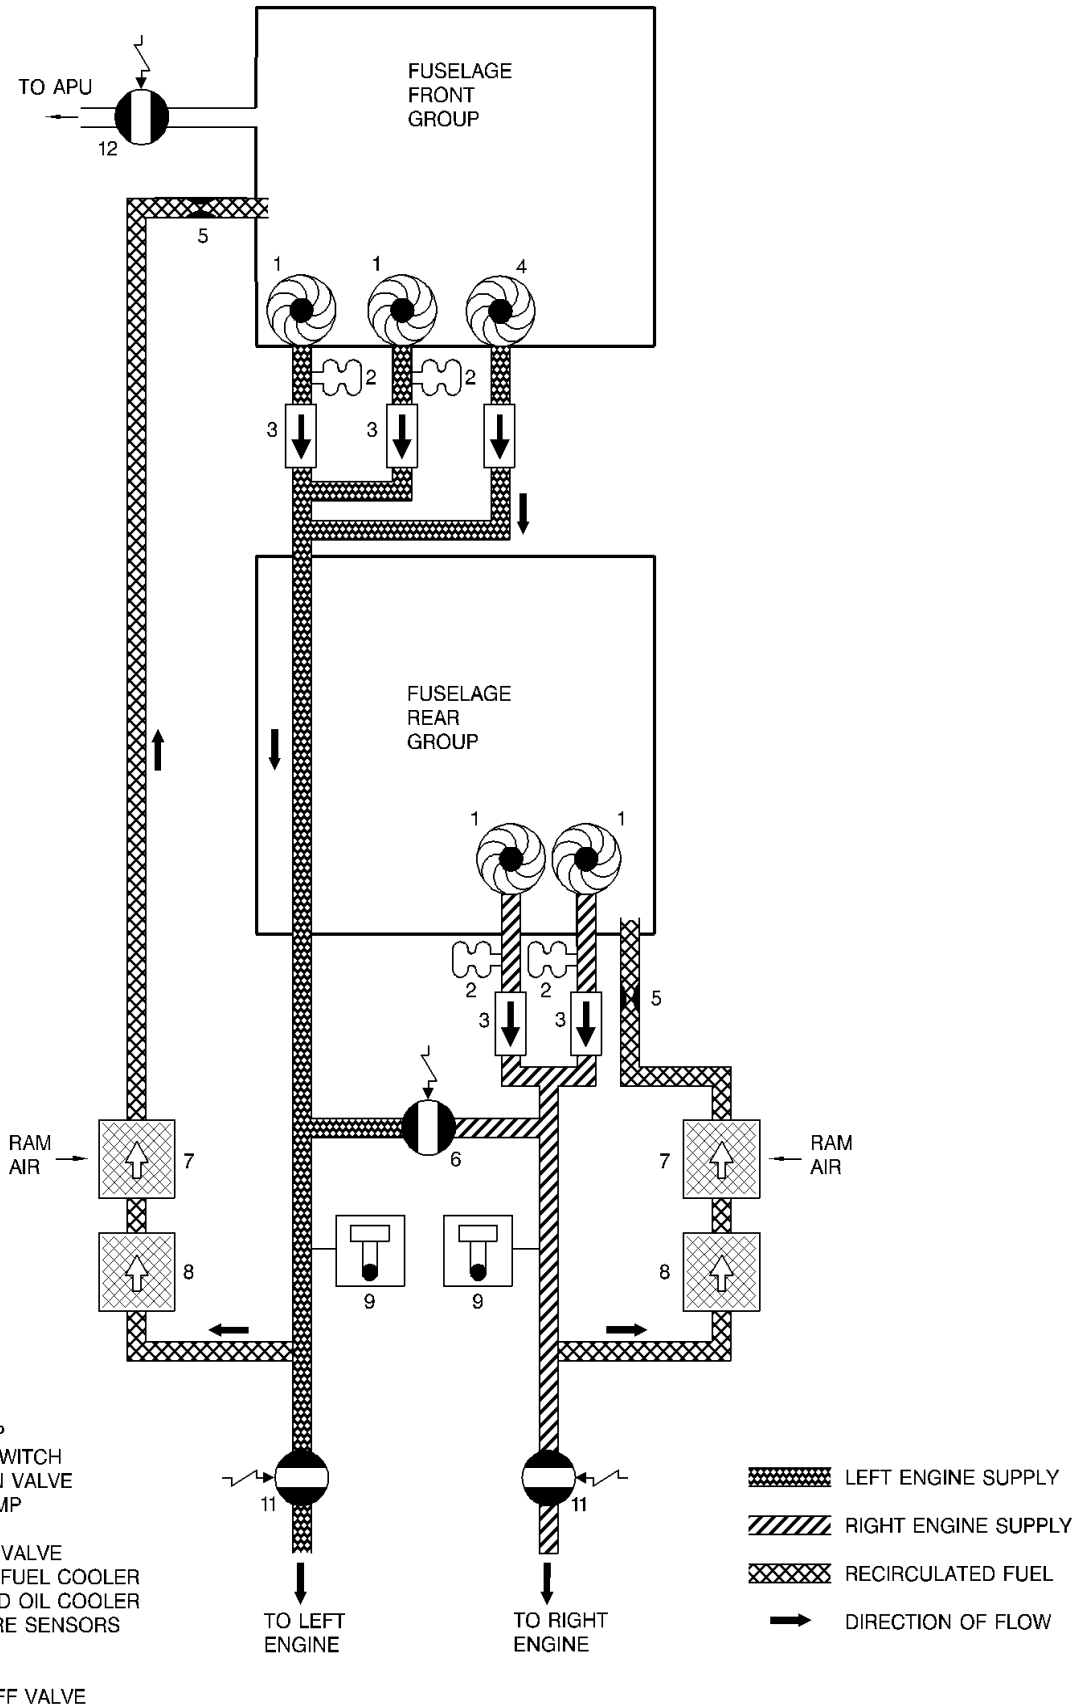 FUSELAGE
FRONT
GROUP
TO APU
12
5
1
1
4
2
2
3
3
FUSELAGE
REAR
GROUP
1
1
2
2
3
3
5
6
RAM
AIR
7
7
RAM
AIR
8
8
9
9
11
11
TO LEFT
ENGINE
TO RIGHT
ENGINE
WITCH
N VALVE
MP
VALVE
FUEL COOLER
D OIL COOLER
RE SENSORS
FF VALVE
LEFT ENGINE SUPPLY
RIGHT ENGINE SUPPLY
RECIRCULATED FUEL
DIRECTION OF FLOW